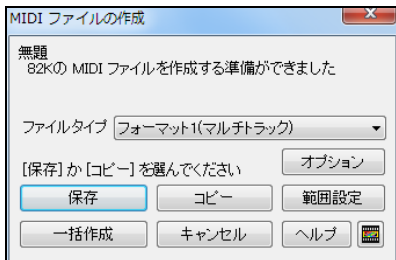 MIDI ファイルの作成
無題
82Kの MIDI ファイルを作成する準備ができました
ファイルタイプ フォーマット1(マルチトラック)
[保存] か [コピー] を選んでください オプション
保存 コピー 範囲設定
一括作成 キャンセル ヘルプ